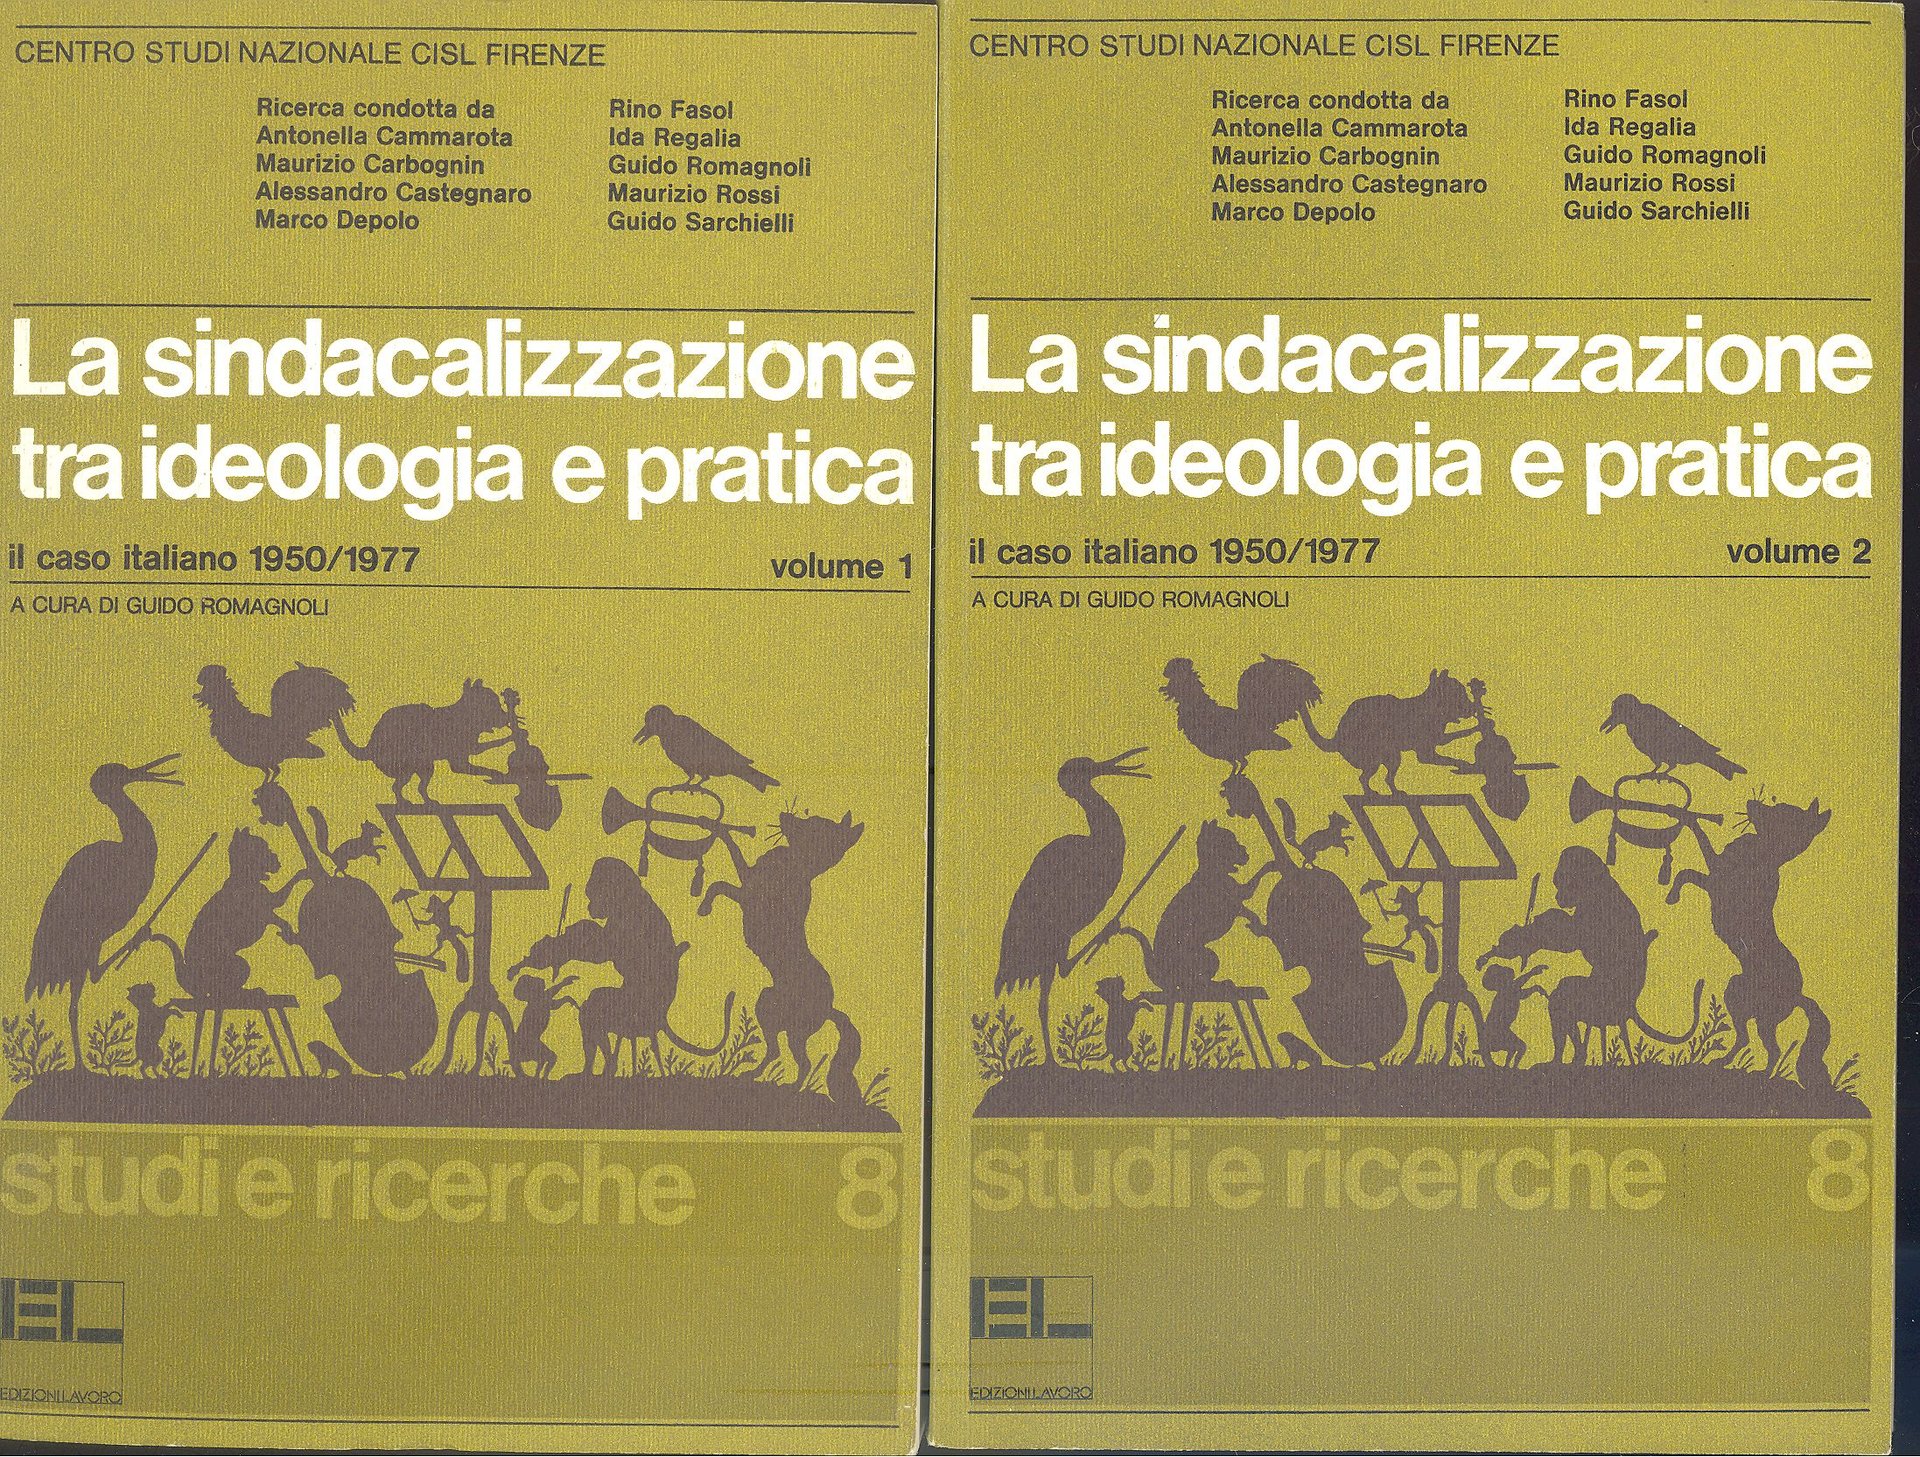 CENTRO STUDI NAZIONALE CISL FIRENZE
Ricerca condotta da
Antonella Cammarota
Maurizio Carbognin
Alessandro Castegnaro
Marco Depolo
Rino Fasol
Ida Regalia
Guido Romagnoli
Maurizio Rossi
Guido Sarchielli
La sindacalizzazione
tra ideologia e pratica
il caso italiano 1950/1977 volume 1
A CURA DI GUIDO ROMAGNOLI
studi e ricerche 8
EL
EDIZIONI LAVORO
CENTRO STUDI NAZIONALE CISL FIRENZE
Ricerca condotta da
Antonella Cammarota
Maurizio Carbognin
Alessandro Castegnaro
Marco Depolo
Rino Fasol
Ida Regalia
Guido Romagnoli
Maurizio Rossi
Guido Sarchielli
La sindacalizzazione
tra ideologia e pratica
il caso italiano 1950/1977 volume 2
A CURA DI GUIDO ROMAGNOLI
studi e ricerche 8
EL
EDIZIONI LAVORO